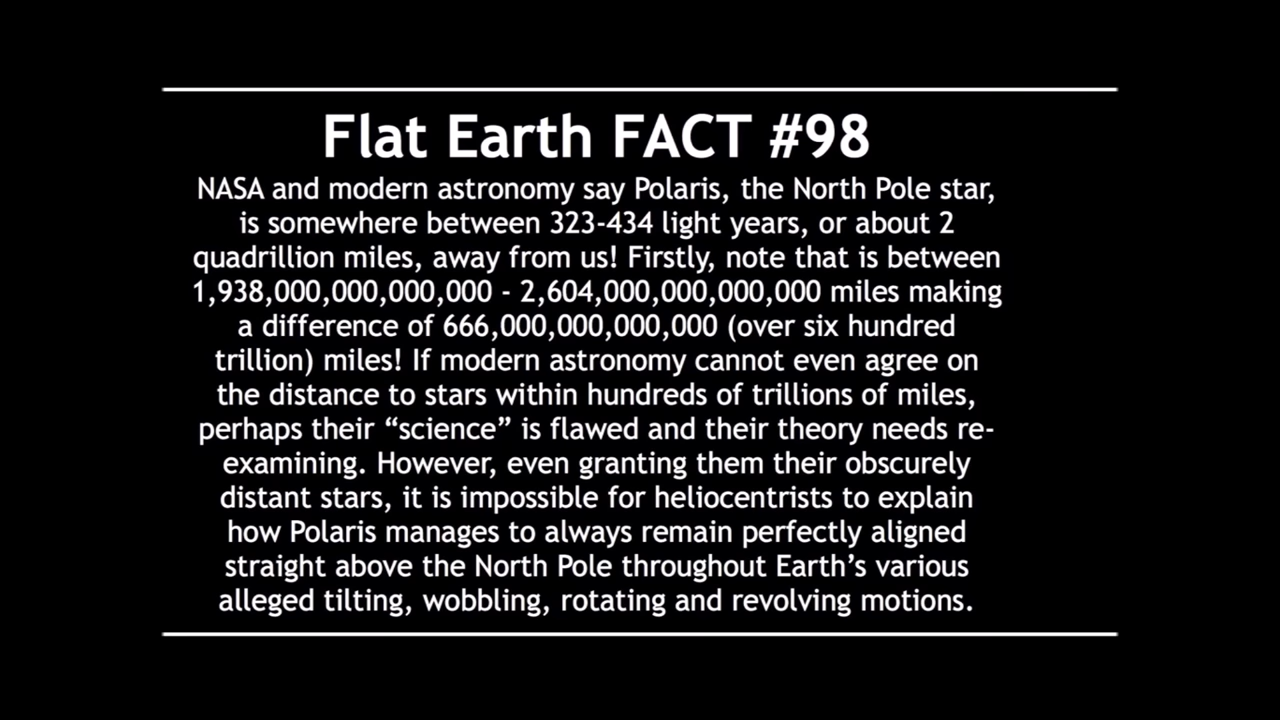 Flat Earth FACT #98
NASA and modern astronomy say Polaris, the North Pole star,
is somewhere between 323-434 light years, or about 2
quadrillion miles, away from us! Firstly, note that is between
1,938,000,000,000,000 - 2,604,000,000,000,000 miles making
a difference of 666,000,000,000,000 (over six hundred
trillion) miles! If modern astronomy cannot even agree on
the distance to stars within hundreds of trillions of miles,
perhaps their “science” is flawed and their theory needs re-
examining. However, even granting them their obscurely
distant stars, it is impossible for heliocentrists to explain
how Polaris manages to always remain perfectly aligned
straight above the North Pole throughout Earth’s various
alleged tilting, wobbling, rotating and revolving motions.